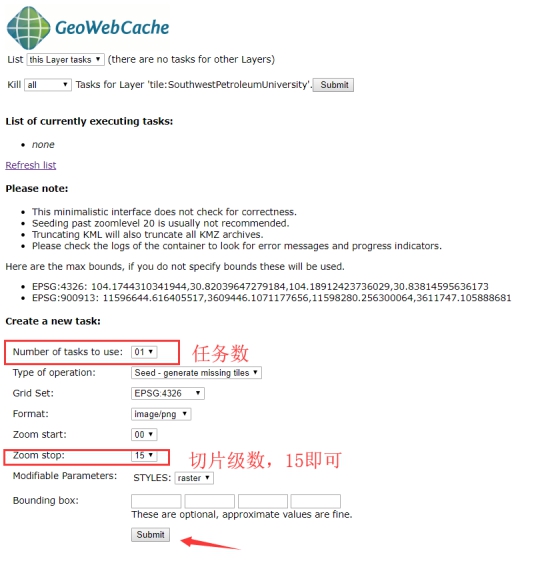 GeoWebCache
List this Layer tasks (there are no tasks for other Layers)
Kill all Tasks for Layer 'tile:SouthwestPetroleumUniversity'. Submit
List of currently executing tasks:
none
Refresh list
Please note:
This minimalistic interface does not check for correctness.
Seeding past zoomlevel 20 is usually not recommended.
Truncating KML will also truncate all KMZ archives.
Please check the logs of the container to look for error messages and progress indicators.
Here are the max bounds, if you do not specify bounds these will be used.
EPSG:4326: 104.1744310341944,30.82039647279184,104.18912423736029,30.83814595636173
EPSG:900913: 11596644.616405517,3609446.1071177656,11598280.256300064,3611747.105888681
Create a new task:
Number of tasks to use: 01 任务数
Type of operation: Seed - generate missing tiles
Grid Set: EPSG:4326
Format: image/png
Zoom start: 00
Zoom stop: 15 切片级数，15即可
Modifiable Parameters: STYLES: raster
Bounding box:
These are optional, approximate values are fine.
Submit